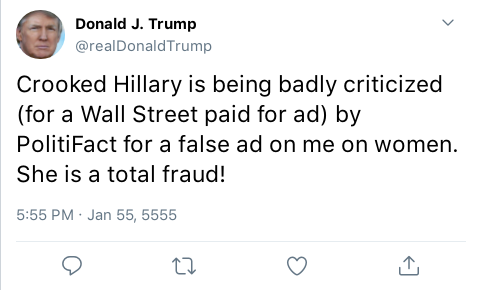 Donald J. Trump
@realDonaldTrump
Crooked Hillary is being badly criticized
(for a Wall Street paid for ad) by
PolitiFact for a false ad on me on women.
She is a total fraud!
5:55 PM · Jan 55, 5555